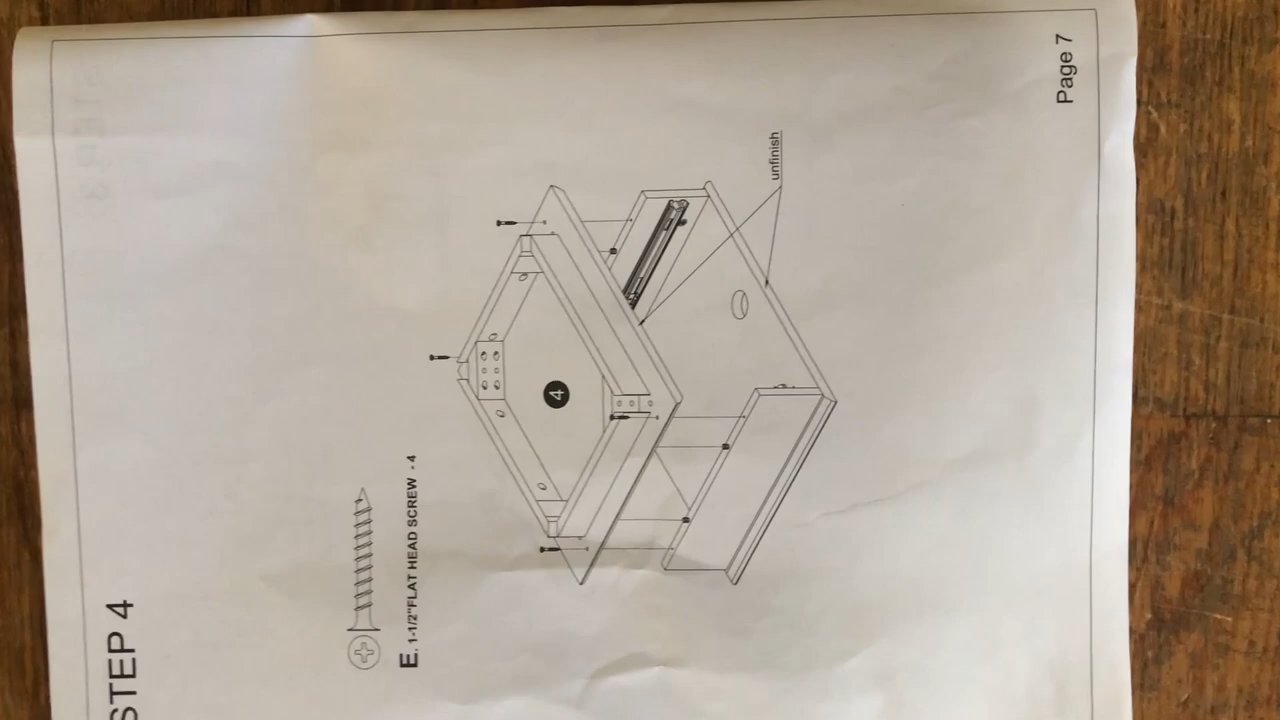 STEP 4
E. 1-1/2"FLAT HEAD SCREW - 4
4
unfinish
Page 7